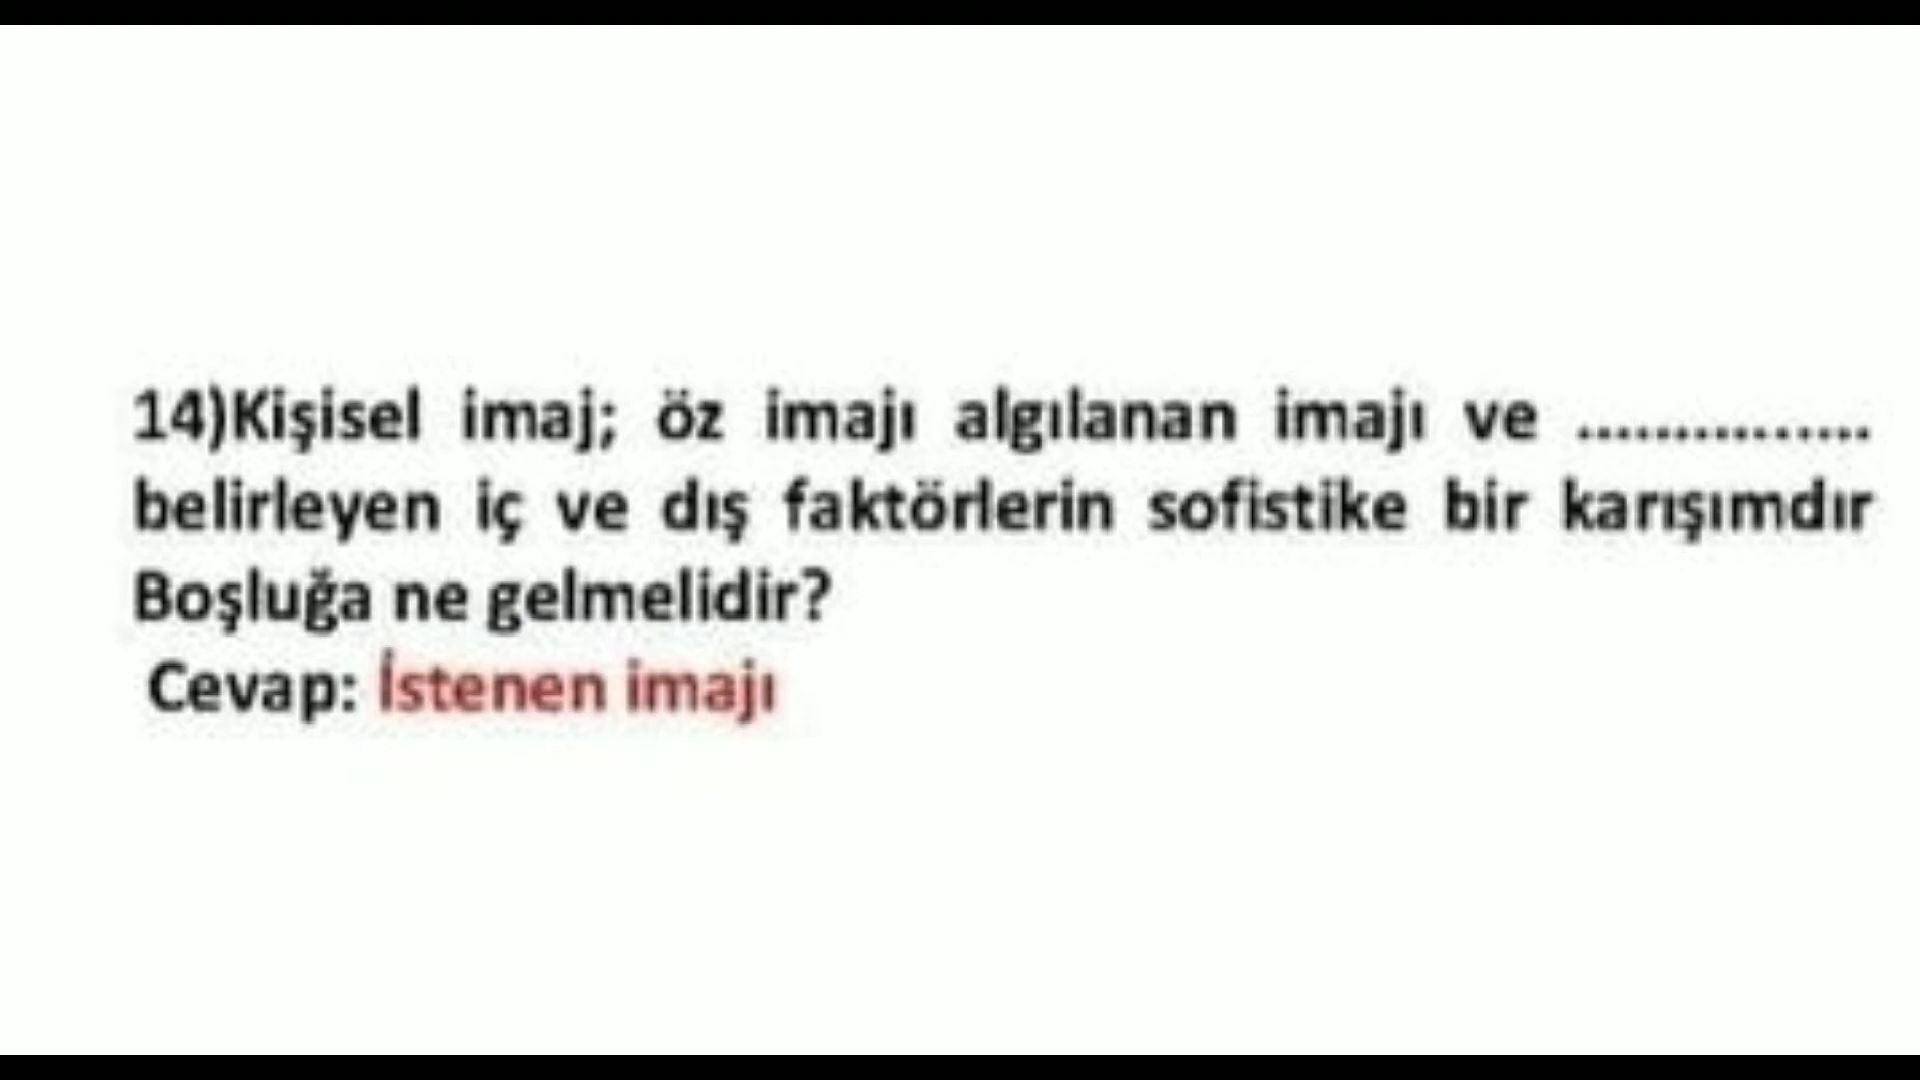 14)Kişisel imaj; öz imajı algılanan imajı ve ...............
belirleyen iç ve dış faktörlerin sofistike bir karışımdır
Boşluğa ne gelmelidir?
Cevap: İstenen imajı